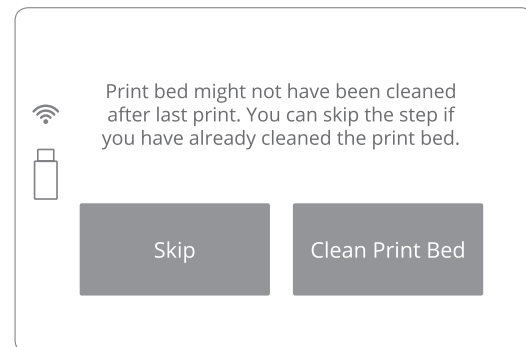 Print bed might not have been cleaned
after last print. You can skip the step if
you have already cleaned the print bed.
Skip
Clean Print Bed